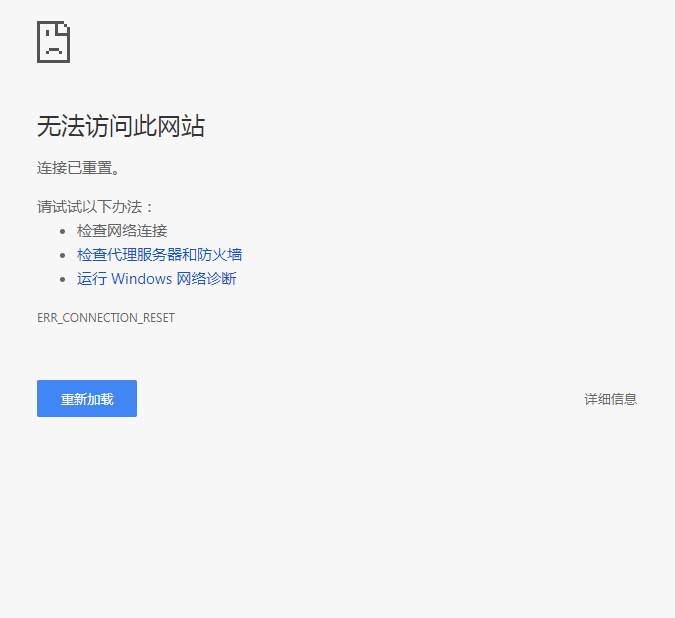 无法访问此网站
连接已重置。
请试试以下办法：
检查网络连接
检查代理服务器和防火墙
运行 Windows 网络诊断
ERR_CONNECTION_RESET
重新加载
详细信息